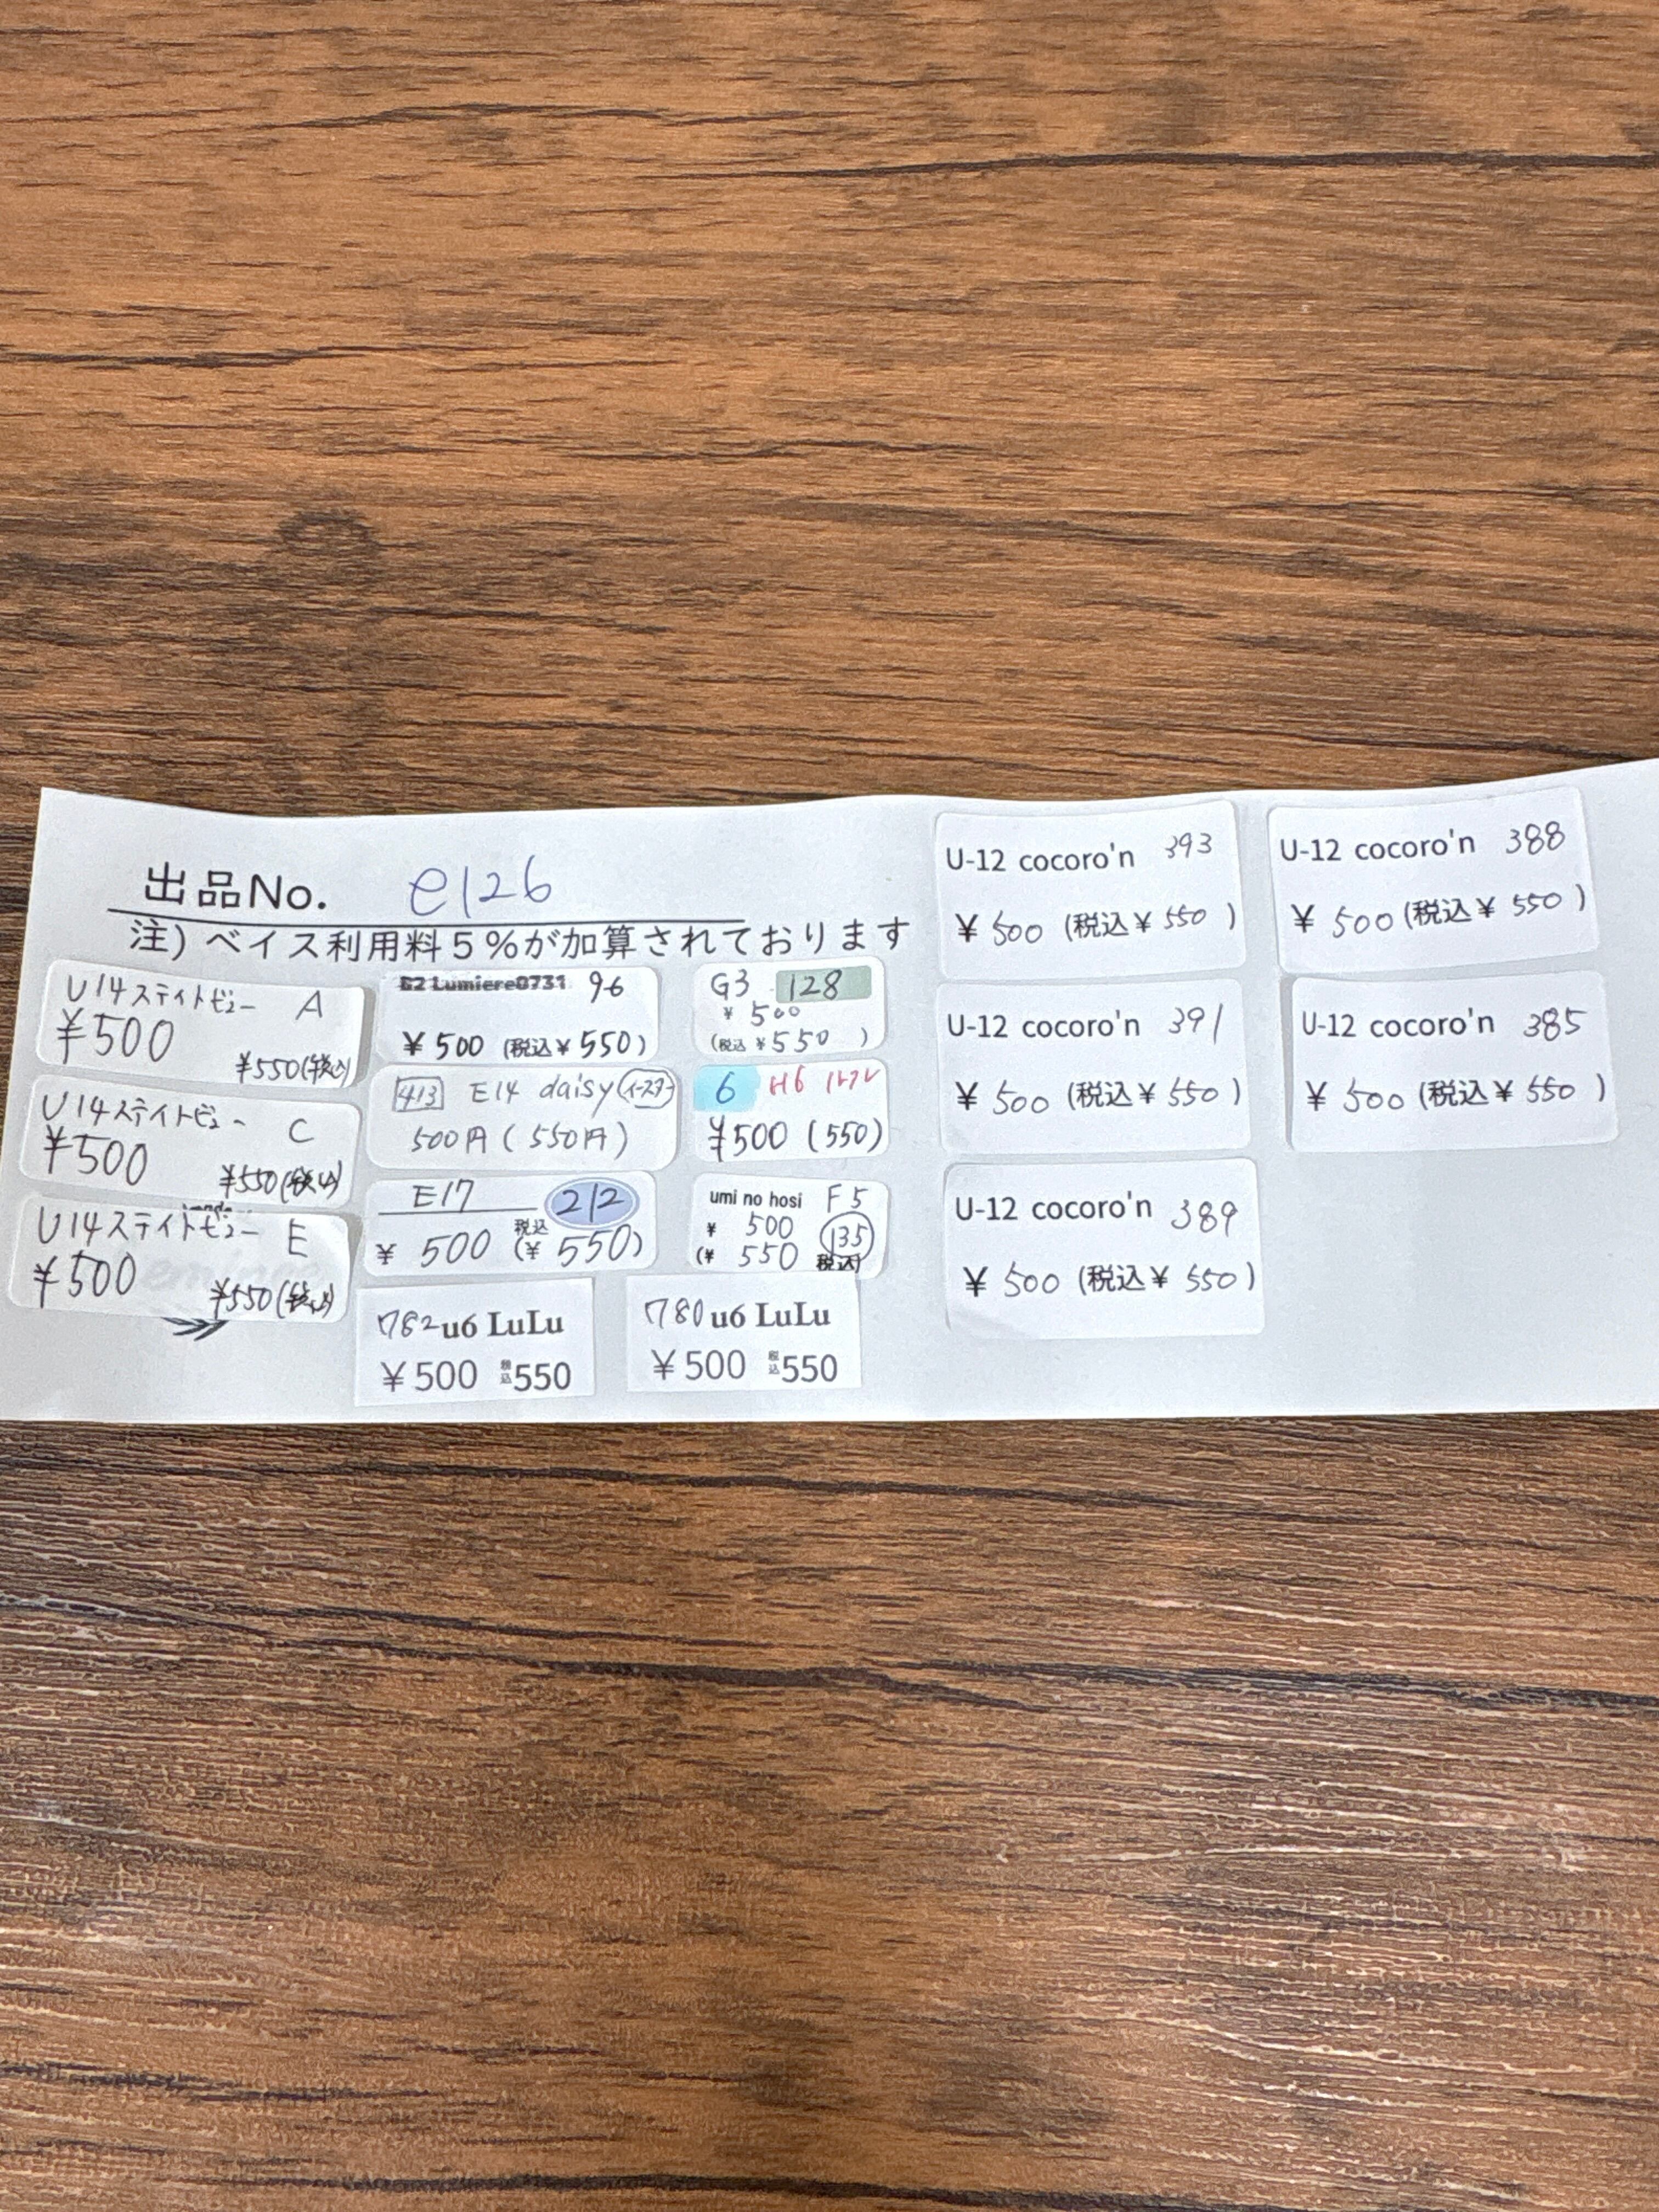 出品No. e126
注) ベイス利用料5%が加算されております
U14ステイトビュー A
¥500
¥550(税込)
U14ステイトビュー C
¥500
¥550(税込)
U14ステイトビュー E
¥500
¥550(税込)
G2 Lumiere0731 96
¥ 500 (税込¥ 550)
413 E14 daisy(イースター)
500円(550円)
E17 212
¥ 500 税込(¥ 550)
782 u6 LuLu
¥500 税込550
G3 128
¥ 500
(税込 ¥550 )
6 H6
¥500 (550)
umi no hosi F5
¥ 500 135
(¥ 550 税込)
780 u6 LuLu
¥500 税込550
U-12 cocoro'n 393
¥ 500 (税込¥ 550 )
U-12 cocoro'n 391
¥ 500 (税込¥ 550 )
U-12 cocoro'n 389
¥ 500 (税込¥ 550 )
U-12 cocoro'n 388
¥ 500 (税込¥ 550 )
U-12 cocoro'n 385
¥ 500 (税込¥ 550 )